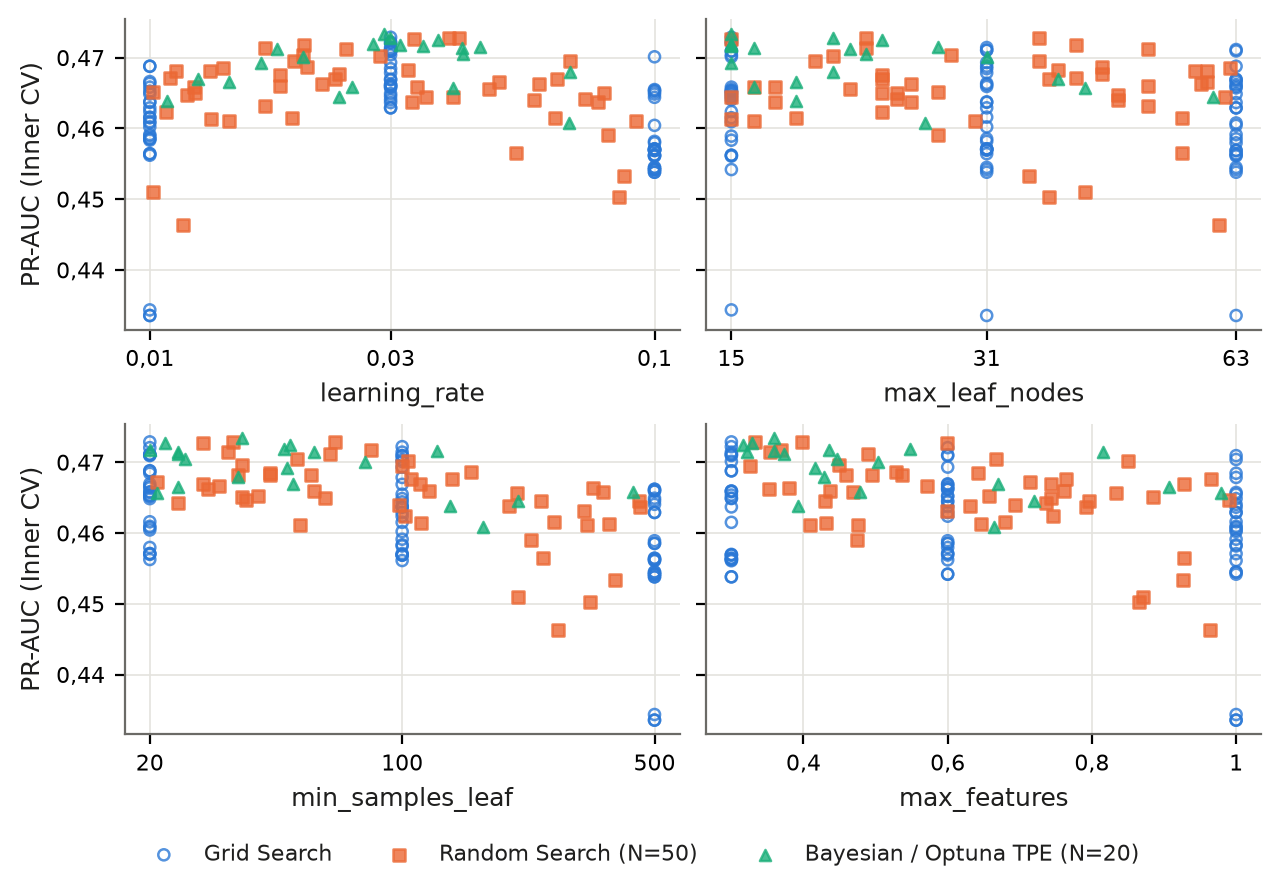 PR-AUC (Inner CV)
0,47
0,46
0,45
0,44
0,01 0,03 0,1
learning_rate
15 31 63
max_leaf_nodes
PR-AUC (Inner CV)
0,47
0,46
0,45
0,44
20 100 500
min_samples_leaf
0,4 0,6 0,8 1
max_features
Grid Search Random Search (N=50) Bayesian / Optuna TPE (N=20)